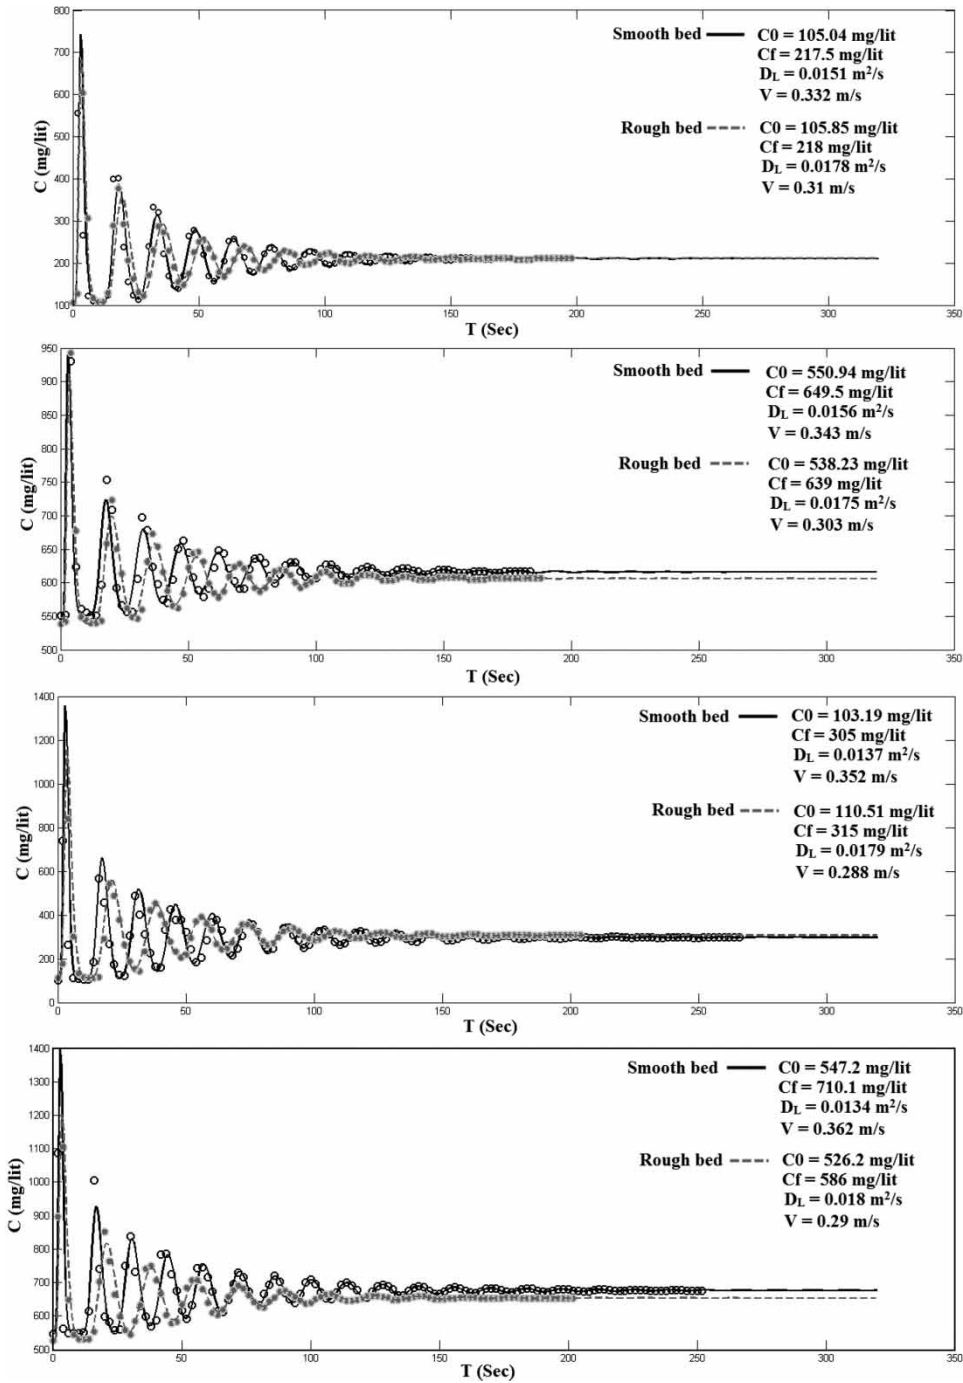 800
700
600
500
400
300
200
100
C (mg/lit)
Smooth bed
C0 = 105.04 mg/lit
Cf = 217.5 mg/lit
DL = 0.0151 m²/s
V = 0.332 m/s
Rough bed
C0 = 105.85 mg/lit
Cf = 218 mg/lit
DL = 0.0178 m²/s
V = 0.31 m/s
0 50 100 150 200 250 300 350
T (Sec)
950
900
850
800
750
700
650
600
550
500
C (mg/lit)
Smooth bed
C0 = 550.94 mg/lit
Cf = 649.5 mg/lit
DL = 0.0156 m²/s
V = 0.343 m/s
Rough bed
C0 = 538.23 mg/lit
Cf = 639 mg/lit
DL = 0.0175 m²/s
V = 0.303 m/s
0 50 100 150 200 250 300 350
T (Sec)
1400
1200
1000
800
600
400
200
0
C (mg/lit)
Smooth bed
C0 = 103.19 mg/lit
Cf = 305 mg/lit
DL = 0.0137 m²/s
V = 0.352 m/s
Rough bed
C0 = 110.51 mg/lit
Cf = 315 mg/lit
DL = 0.0179 m²/s
V = 0.288 m/s
0 50 100 150 200 250 300 350
T (Sec)
1400
1300
1200
1100
1000
900
800
700
600
500
C (mg/lit)
Smooth bed
C0 = 547.2 mg/lit
Cf = 710.1 mg/lit
DL = 0.0134 m²/s
V = 0.362 m/s
Rough bed
C0 = 526.2 mg/lit
Cf = 586 mg/lit
DL = 0.018 m²/s
V = 0.29 m/s
0 50 100 150 200 250 300 350
T (Sec)